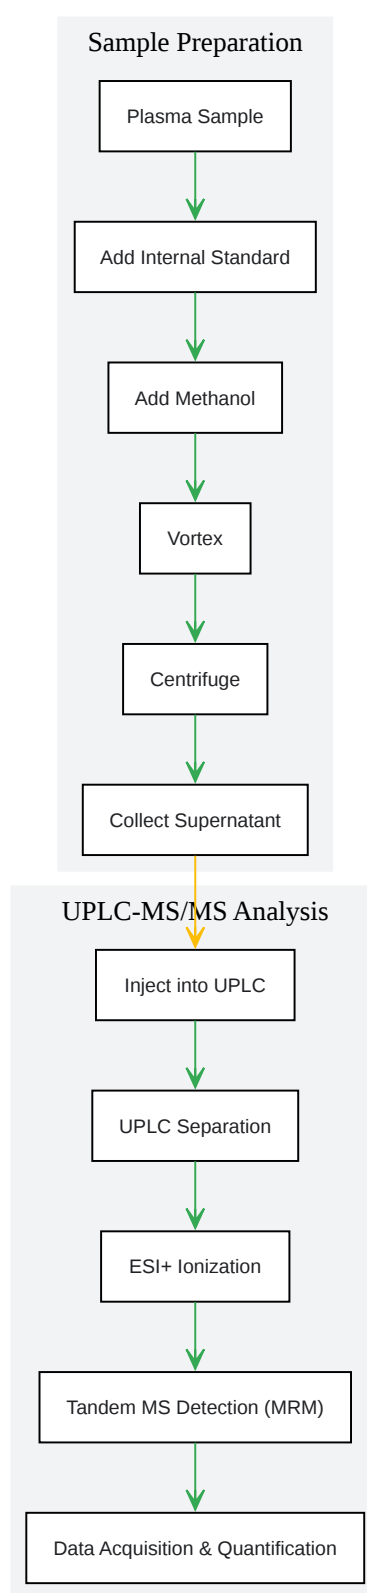 Sample Preparation
Plasma Sample
Add Internal Standard
Add Methanol
Vortex
Centrifuge
Collect Supernatant
UPLC-MS/MS Analysis
Inject into UPLC
UPLC Separation
ESI+ Ionization
Tandem MS Detection (MRM)
Data Acquisition & Quantification